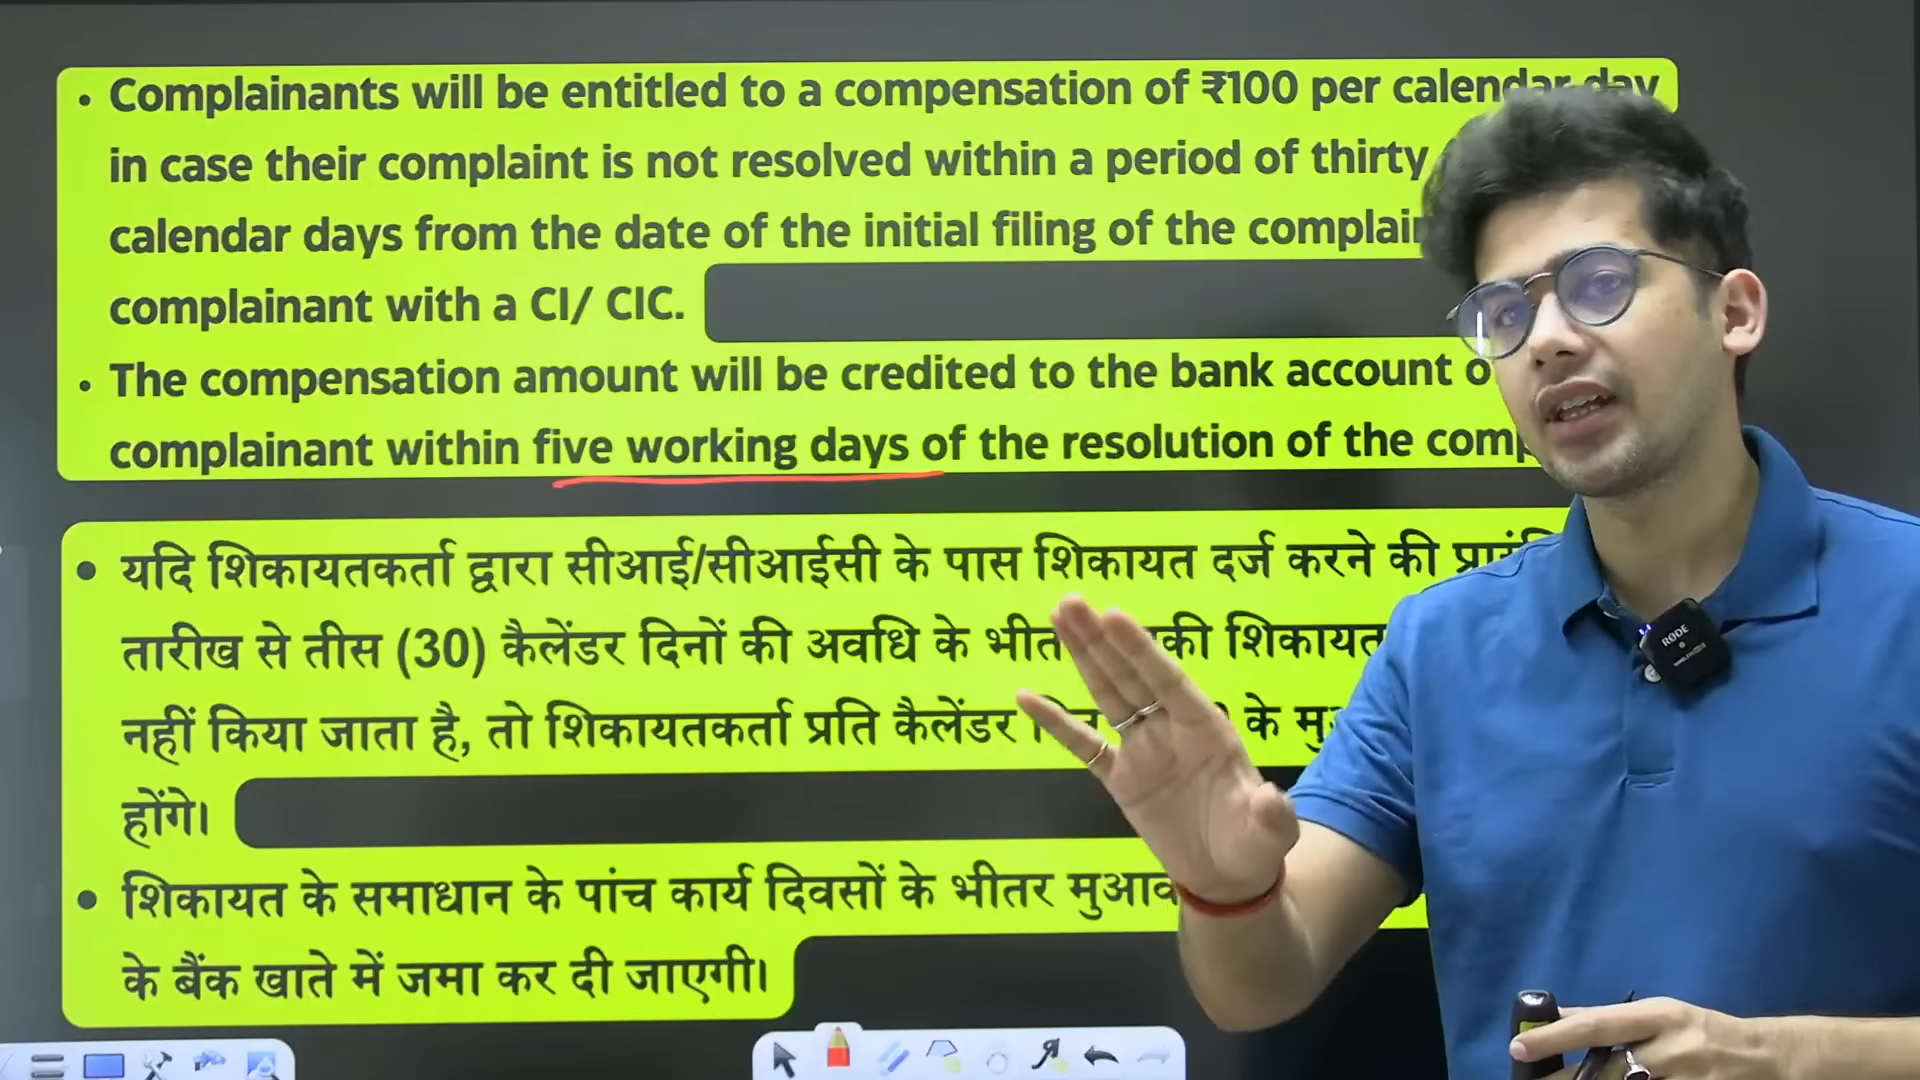 • Complainants will be entitled to a compensation of ₹100 per calendar day
in case their complaint is not resolved within a period of thirty
calendar days from the date of the initial filing of the
complainant with a CI/ CIC.
• The compensation amount will be credited to the bank account
complainant within five working days of the resolution of the
• यदि शिकायतकर्ता द्वारा सीआई/सीआईसी के पास शिकायत दर्ज करने की
तारीख से तीस (30) कैलेंडर दिनों की अवधि के शिकायत
नहीं किया जाता है, तो शिकायतकर्ता प्रति कैलेंडर के
होंगे।
• शिकायत के समाधान के पांच कार्य दिवसों के भीतर
के बैंक खाते में जमा कर दी जाएगी।
RODE